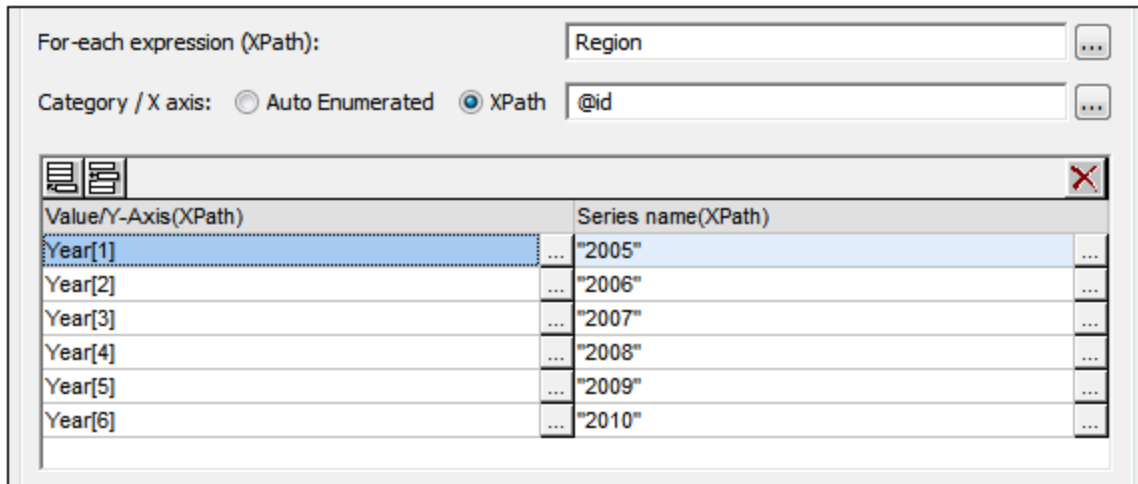 For-each expression (XPath): Region ...
Category / X axis: Auto Enumerated XPath @id ...
Value/Y-Axis(XPath) Series name(XPath)
Year[1] ... "2005" ...
Year[2] ... "2006" ...
Year[3] ... "2007" ...
Year[4] ... "2008" ...
Year[5] ... "2009" ...
Year[6] ... "2010" ...